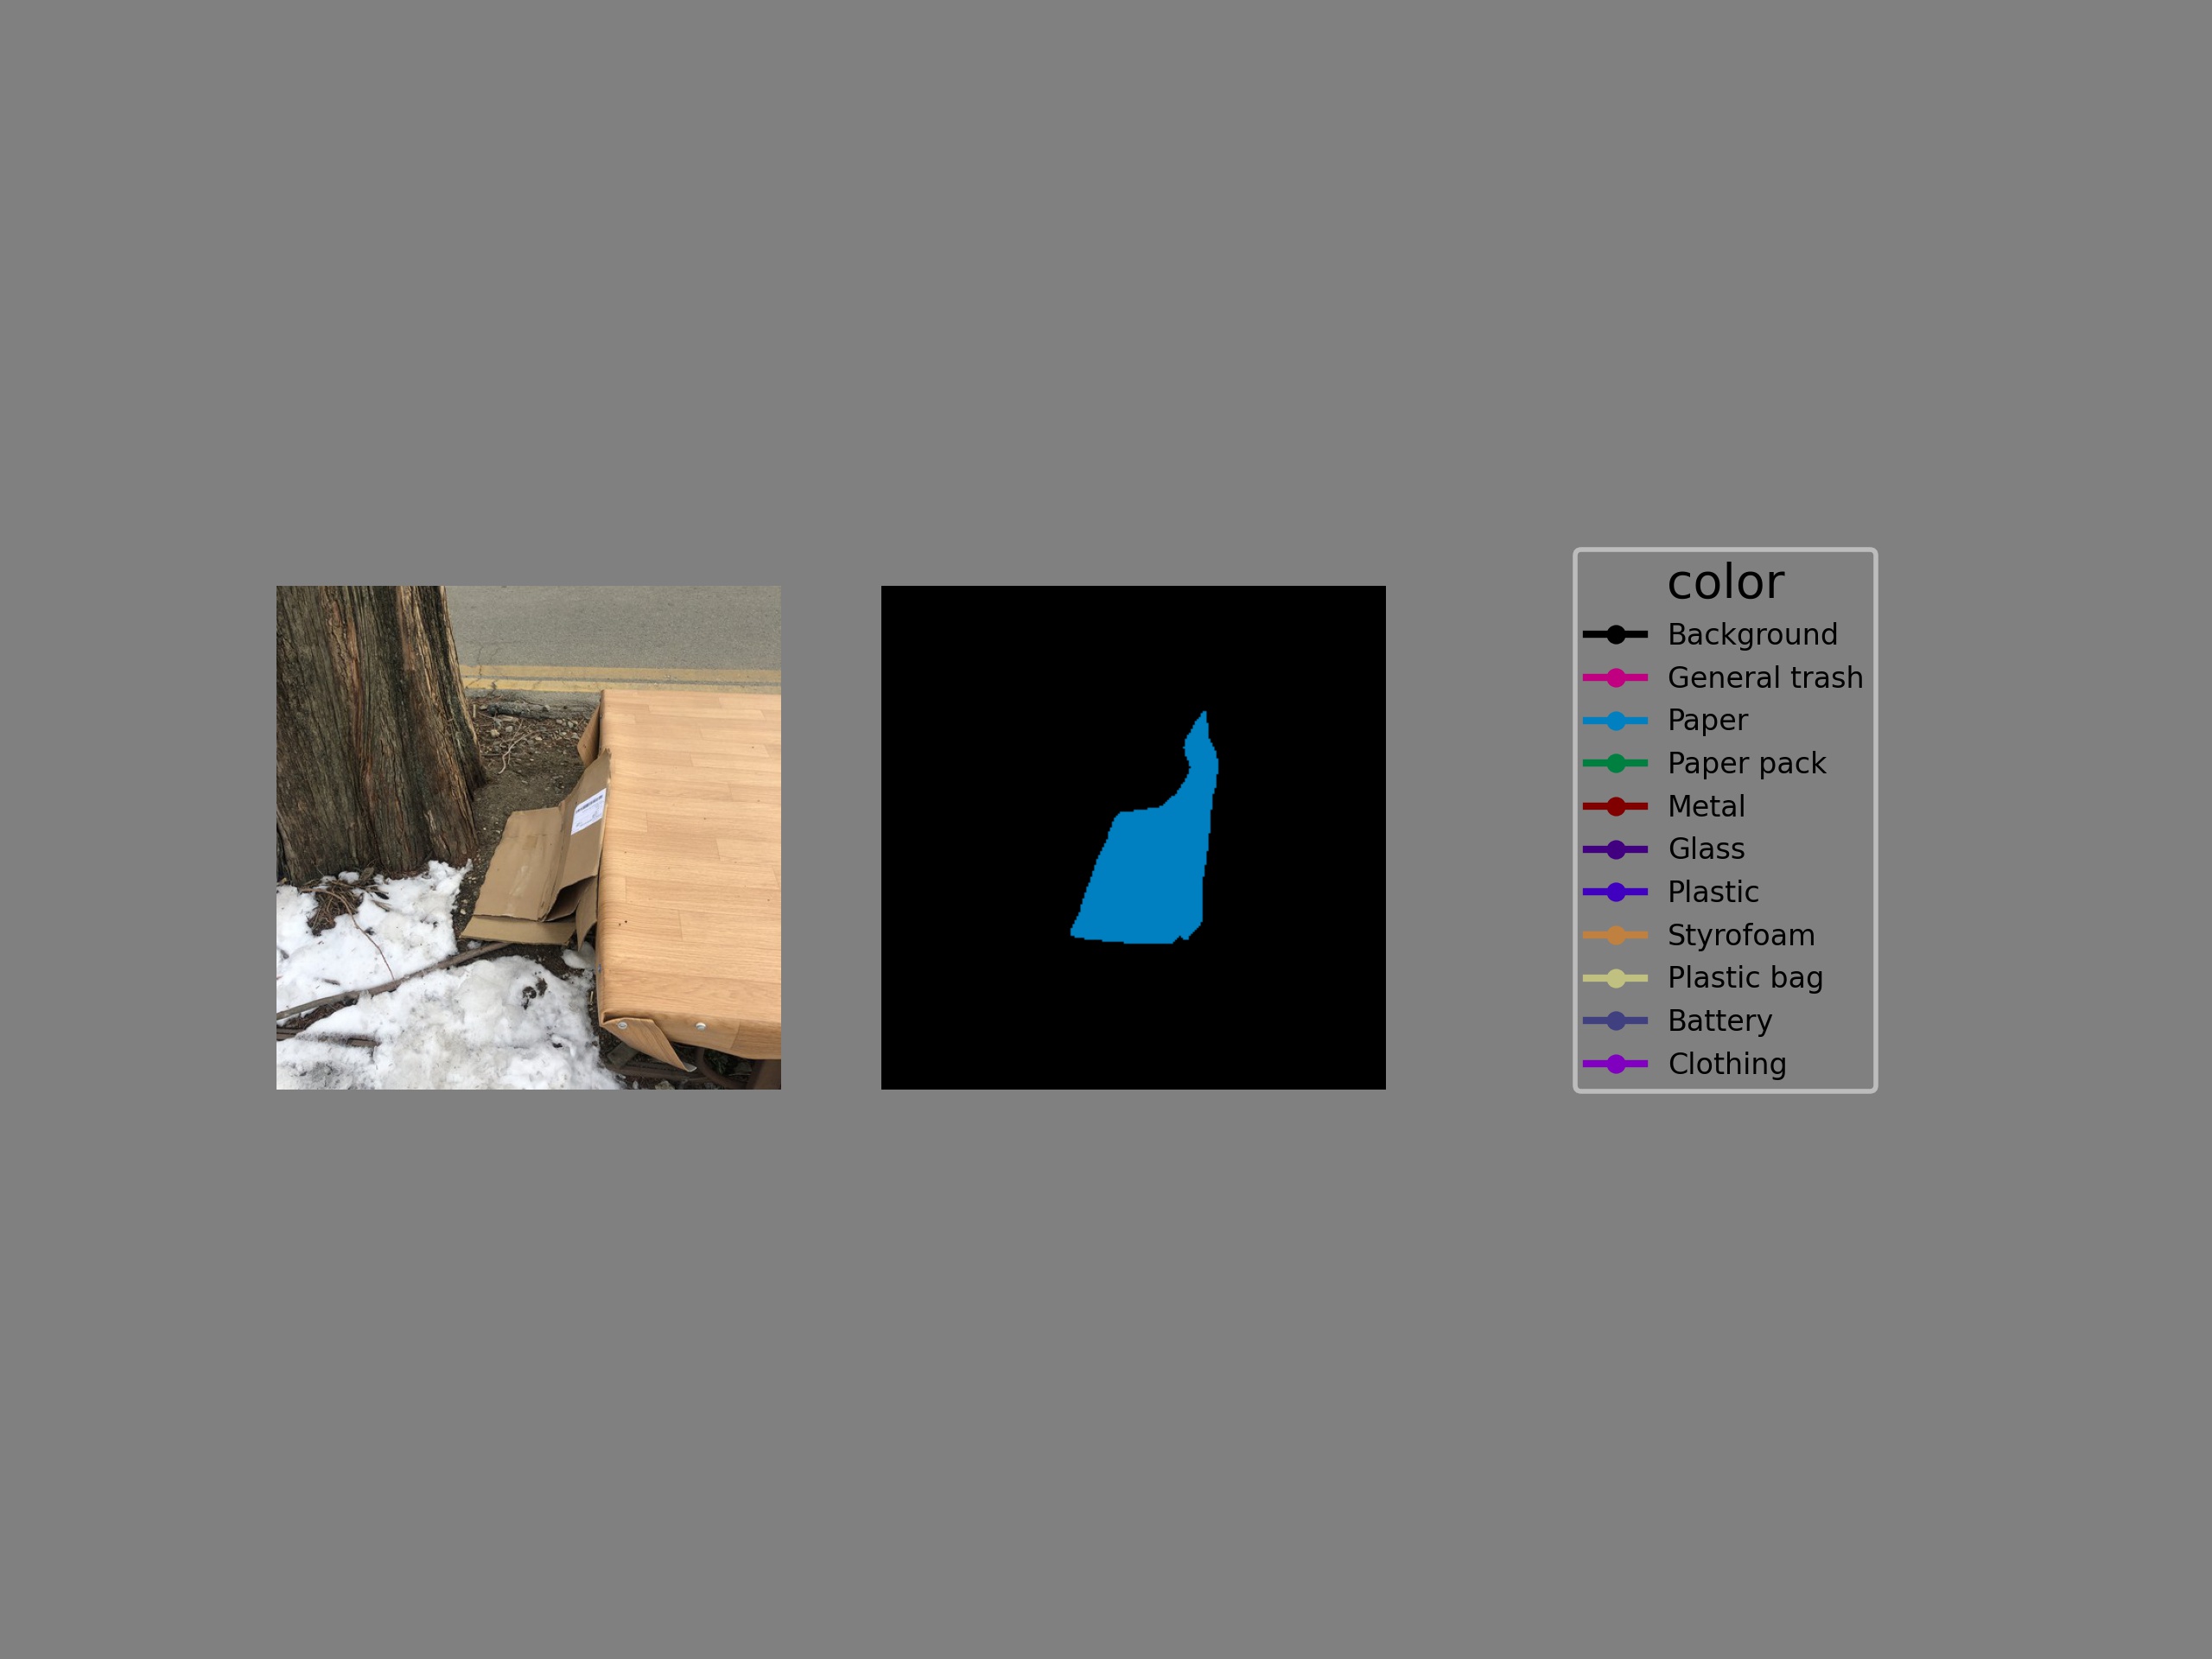 color
Background
General trash
Paper
Paper pack
Metal
Glass
Plastic
Styrofoam
Plastic bag
Battery
Clothing